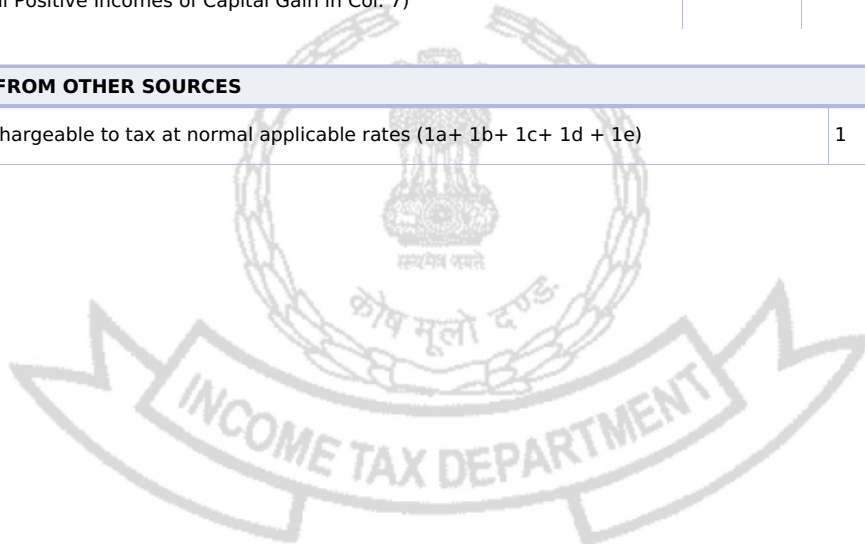 l Positive Incomes of Capital Gain in Col. 7)
FROM OTHER SOURCES
hargeable to tax at normal applicable rates (1a+ 1b+ 1c+ 1d + 1e)
1
सत्यमेव जयते
कोष मूलो दण्डः
INCOME TAX DEPARTMENT